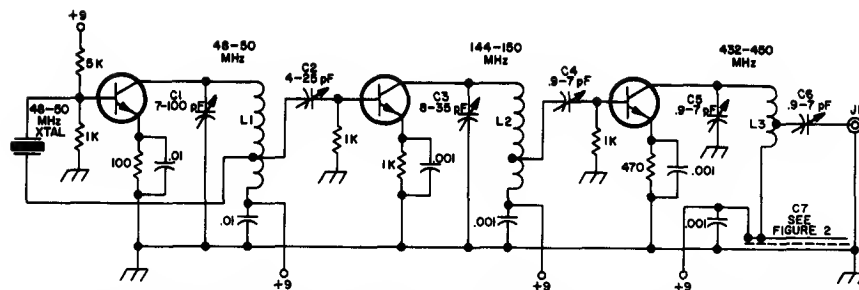 +9
5K
48-50
MHz
XTAL
1K
100
.01
C1
7-100 pF
48-50
MHz
L1
.01
+9
C2
4-25 pF
1K
1K
.001
C3
8-35 pF
144-150
MHz
L2
.001
+9
C4
.9-7 pF
1K
470
.001
432-450
MHz
C5
.9-7 pF
L3
C6
.9-7 pF
J1
.001
+9
C7
SEE
FIGURE 2